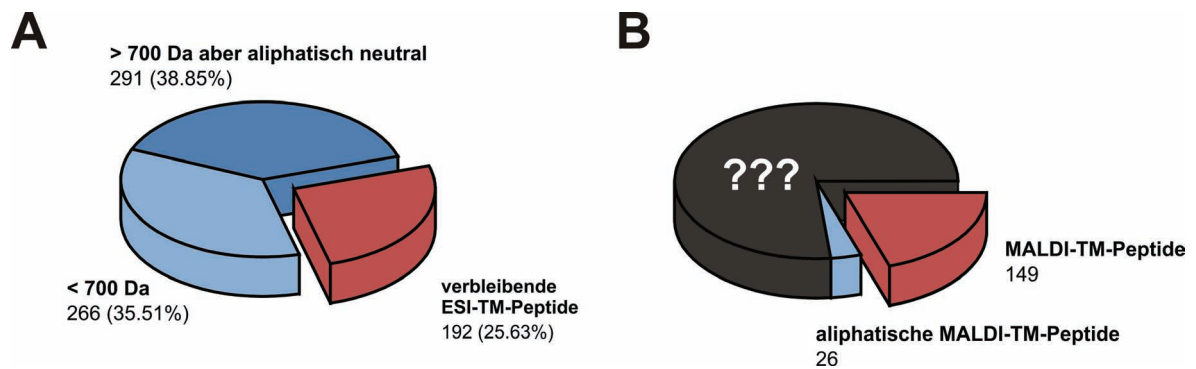 A
> 700 Da aber aliphatisch neutral
291 (38.85%)
< 700 Da
266 (35.51%)
verbleibende
ESI-TM-Peptide
192 (25.63%)
B
???
MALDI-TM-Peptide
149
aliphatische MALDI-TM-Peptide
26